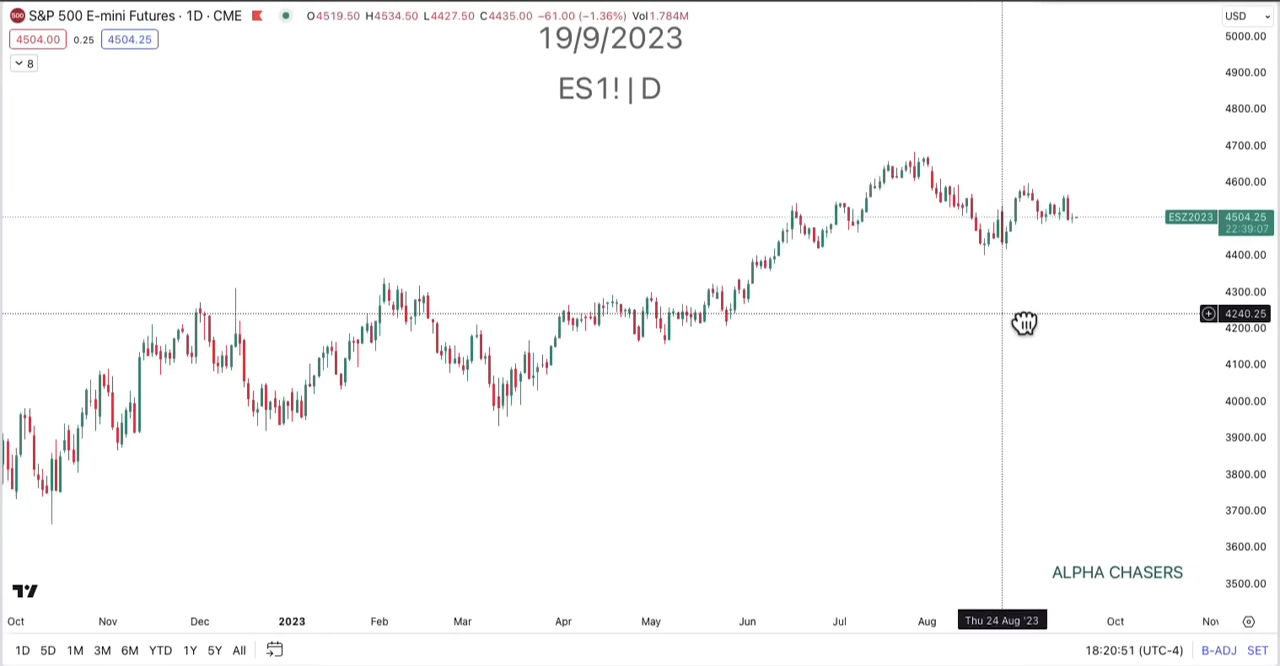 500 S&P 500 E-mini Futures · 1D · CME O4519.50 H4534.50 L4427.50 C4435.00 −61.00 (−1.36%) Vol1.784M
USD
4504.00 0.25 4504.25
8
19/9/2023
ES1! | D
5000.00
4900.00
4800.00
4700.00
4600.00
ESZ2023 4504.25
22:39:07
4400.00
4300.00
4240.25
4200.00
4100.00
4000.00
3900.00
3800.00
3700.00
3600.00
3500.00
ALPHA CHASERS
Oct Nov Dec 2023 Feb Mar Apr May Jun Jul Aug Thu 24 Aug '23 Oct Nov
1D 5D 1M 3M 6M YTD 1Y 5Y All 18:20:51 (UTC-4) B-ADJ SET